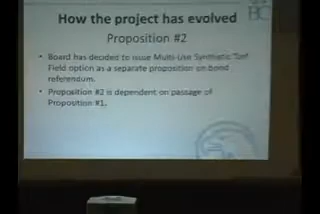 How the project has evolved
BC
Proposition #2
• Board has decided to issue Multi-Use Synthetic Turf
Field option as a separate proposition on bond
referendum.
• Proposition #2 is dependent on passage of
Proposition #1.